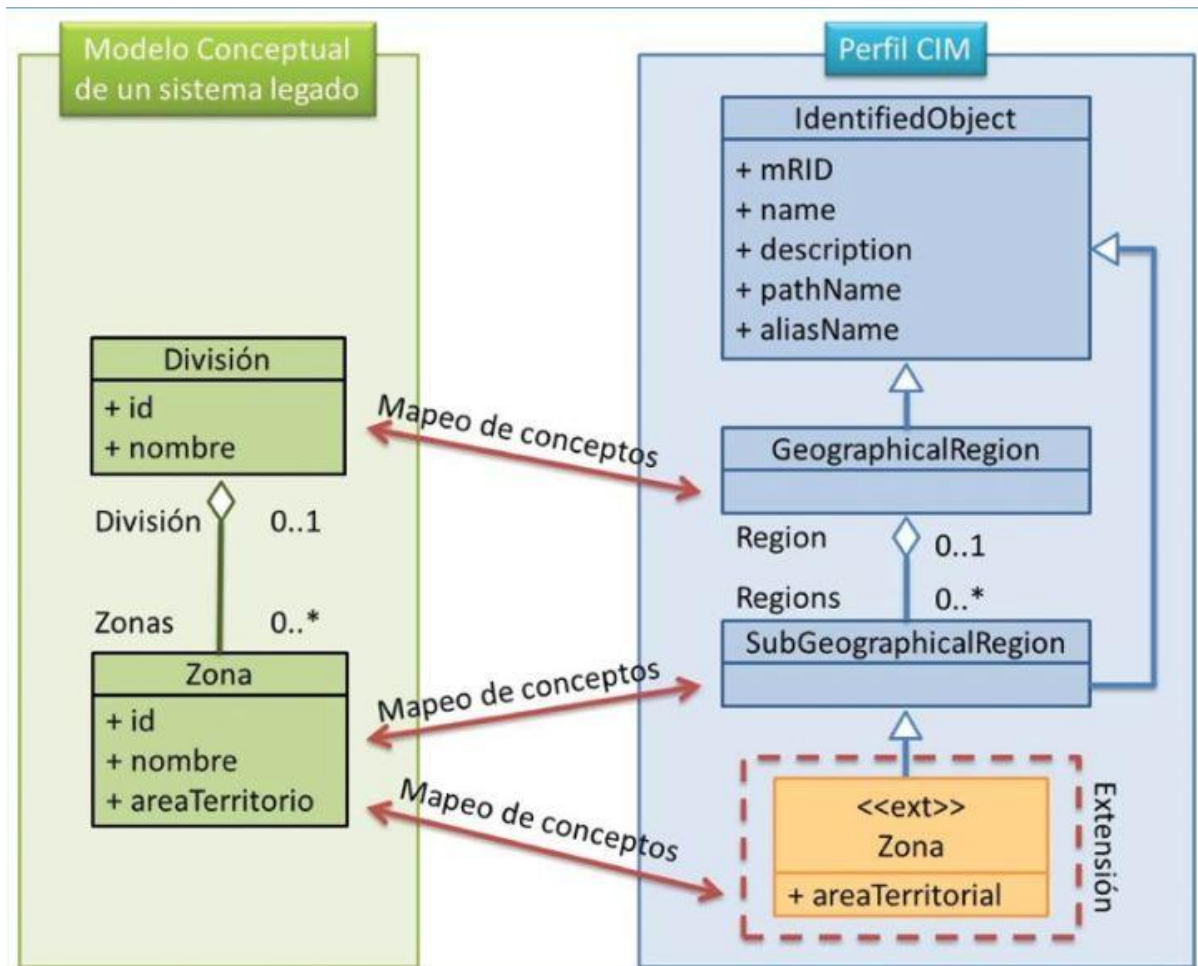 Modelo Conceptual
de un sistema legado
División
+ id
+ nombre
División 0..1
Zonas 0..*
Zona
+ id
+ nombre
+ areaTerritorio
Mapeo de conceptos
Mapeo de conceptos
Mapeo de conceptos
Perfil CIM
IdentifiedObject
+ mRID
+ name
+ description
+ pathName
+ aliasName
GeographicalRegion
Region 0..1
Regions 0..*
SubGeographicalRegion
<<ext>>
Zona
+ areaTerritorial
Extensión